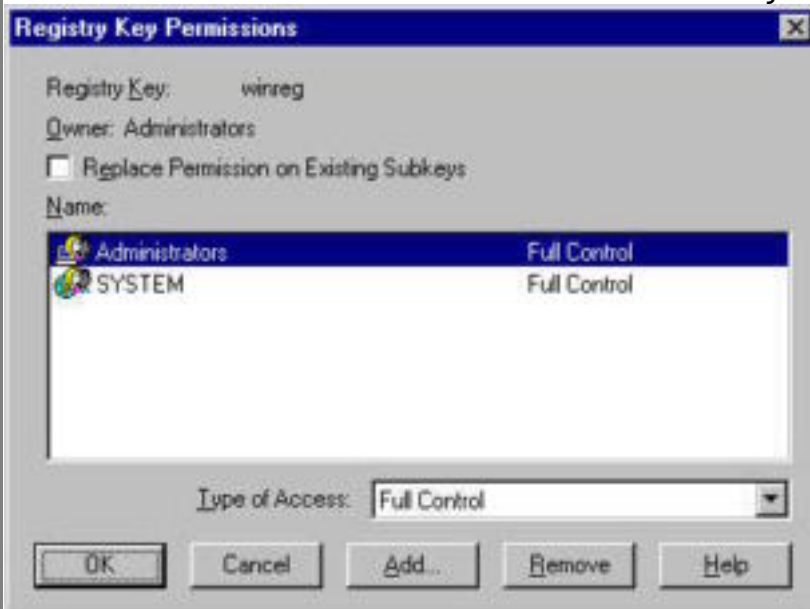 Registry Key Permissions
Registry Key: winreg
Owner: Administrators
Replace Permission on Existing Subkeys
Name:
Administrators Full Control
SYSTEM Full Control
Type of Access: Full Control
OK Cancel Add... Remove Help